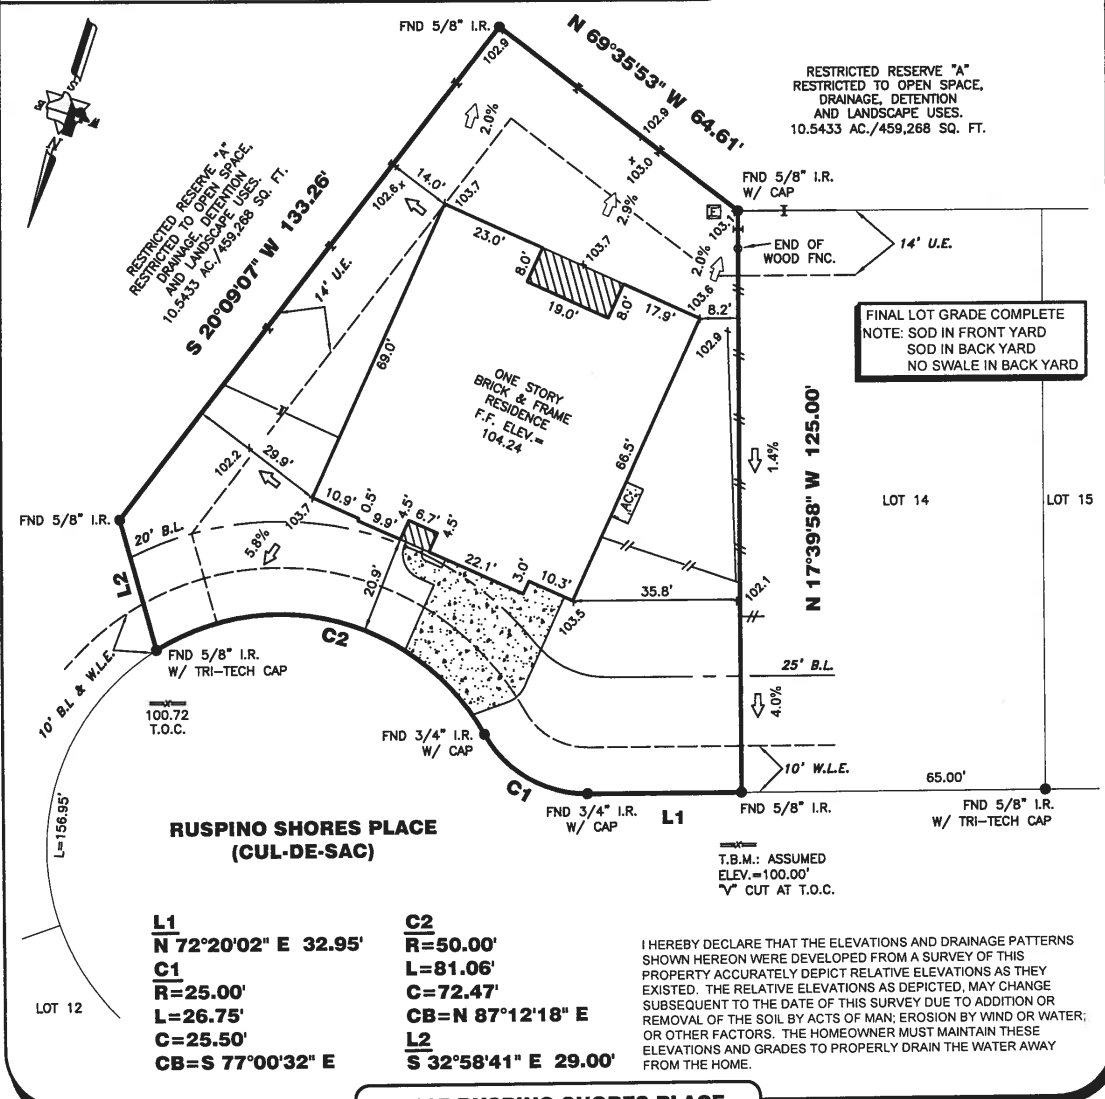 FND 5/8" I.R.
102.9
N 69°35'53" W 64.61'
RESTRICTED RESERVE "A"
RESTRICTED TO OPEN SPACE,
DRAINAGE, DETENTION
AND LANDSCAPE USES.
10.5433 AC./459,268 SQ. FT.
2.0%
102.9
103.0
RESTRICTED RESERVE "A"
RESTRICTED TO OPEN SPACE,
DRAINAGE, DETENTION
AND LANDSCAPE USES.
10.5433 AC./459,268 SQ. FT.
S 20°09'07" W 133.26'
102.6
14.0'
103.7
2.9%
FND 5/8" I.R.
W/ CAP
E
103.1
END OF
WOOD FNC.
14' U.E.
23.0'
8.0'
103.7
19.0'
8.0'
17.9'
2.0%
103.6
8.2'
102.9
14' U.E.
FINAL LOT GRADE COMPLETE
NOTE: SOD IN FRONT YARD
SOD IN BACK YARD
NO SWALE IN BACK YARD
69.0'
ONE STORY
BRICK & FRAME
RESIDENCE
F.F. ELEV.=
104.24
66.5'
AC
1.4%
N 17°39'58" W 125.00'
LOT 14
LOT 15
102.2
29.9'
103.7
10.9'
0.5'
9.9'
4.5'
6.7'
4.5'
22.1'
3.0'
10.3'
103.5
35.8'
102.1
FND 5/8" I.R.
20' B.L.
5.8%
20.9'
L2
C2
25' B.L.
4.0%
FND 5/8" I.R.
W/ TRI-TECH CAP
10' B.L & W.L.E.
100.72
T.O.C.
FND 3/4" I.R.
W/ CAP
C1
10' W.L.E.
65.00'
FND 3/4" I.R.
W/ CAP
L1
FND 5/8" I.R.
FND 5/8" I.R.
W/ TRI-TECH CAP
L=156.95'
RUSPINO SHORES PLACE
(CUL-DE-SAC)
T.B.M.: ASSUMED
ELEV.=100.00'
"V" CUT AT T.O.C.
LOT 12
L1
N 72°20'02" E 32.95'
C1
R=25.00'
L=26.75'
C=25.50'
CB=S 77°00'32" E
C2
R=50.00'
L=81.06'
C=72.47'
CB=N 87°12'18" E
L2
S 32°58'41" E 29.00'
I HEREBY DECLARE THAT THE ELEVATIONS AND DRAINAGE PATTERNS
SHOWN HEREON WERE DEVELOPED FROM A SURVEY OF THIS
PROPERTY ACCURATELY DEPICT RELATIVE ELEVATIONS AS THEY
EXISTED. THE RELATIVE ELEVATIONS AS DEPICTED, MAY CHANGE
SUBSEQUENT TO THE DATE OF THIS SURVEY DUE TO ADDITION OR
REMOVAL OF THE SOIL BY ACTS OF MAN; EROSION BY WIND OR WATER;
OR OTHER FACTORS. THE HOMEOWNER MUST MAINTAIN THESE
ELEVATIONS AND GRADES TO PROPERLY DRAIN THE WATER AWAY
FROM THE HOME.
RUSPINO SHORES PLACE